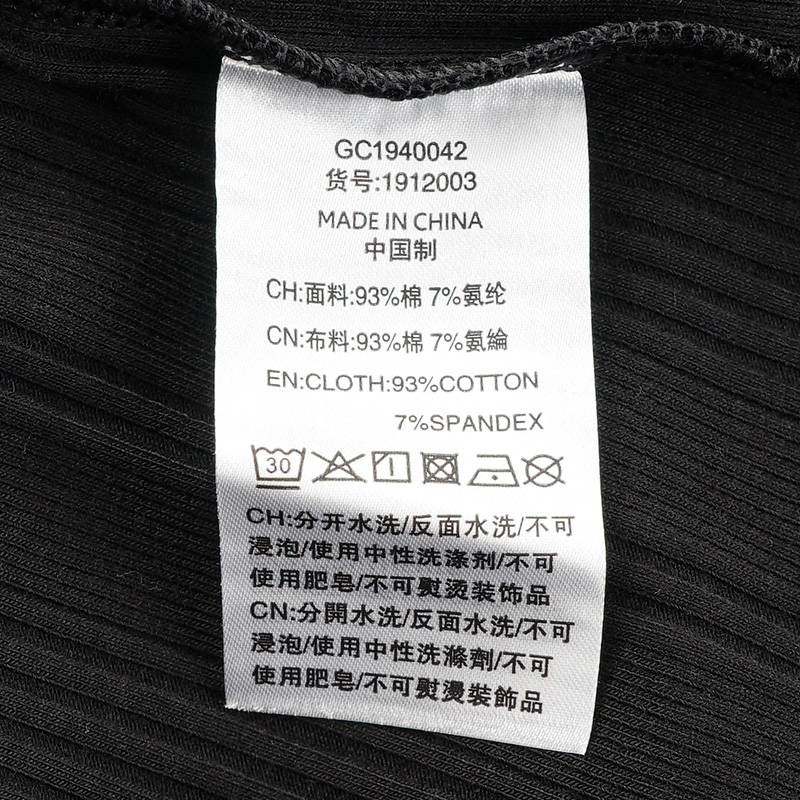 GC1940042
货号:1912003
MADE IN CHINA
中国制
CH:面料:93%棉 7%氨纶
CN:布料:93%棉 7%氨綸
EN:CLOTH:93%COTTON
7%SPANDEX
30
CH:分开水洗/反面水洗/不可
浸泡/使用中性洗涤剂/不可
使用肥皂/不可熨烫装饰品
CN:分開水洗/反面水洗/不可
浸泡/使用中性洗滌劑/不可
使用肥皂/不可熨燙裝飾品